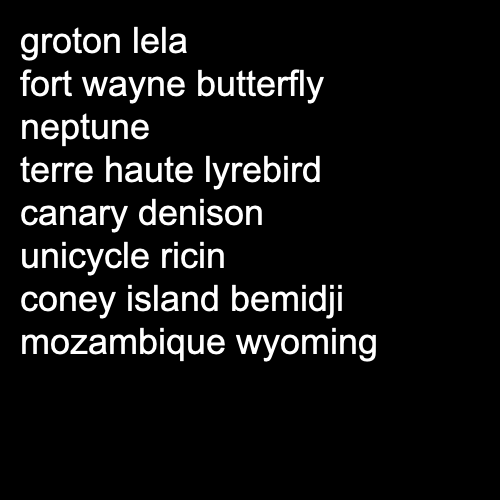 groton lela
fort wayne butterfly
neptune
terre haute lyrebird
canary denison
unicycle ricin
coney island bemidji
mozambique wyoming